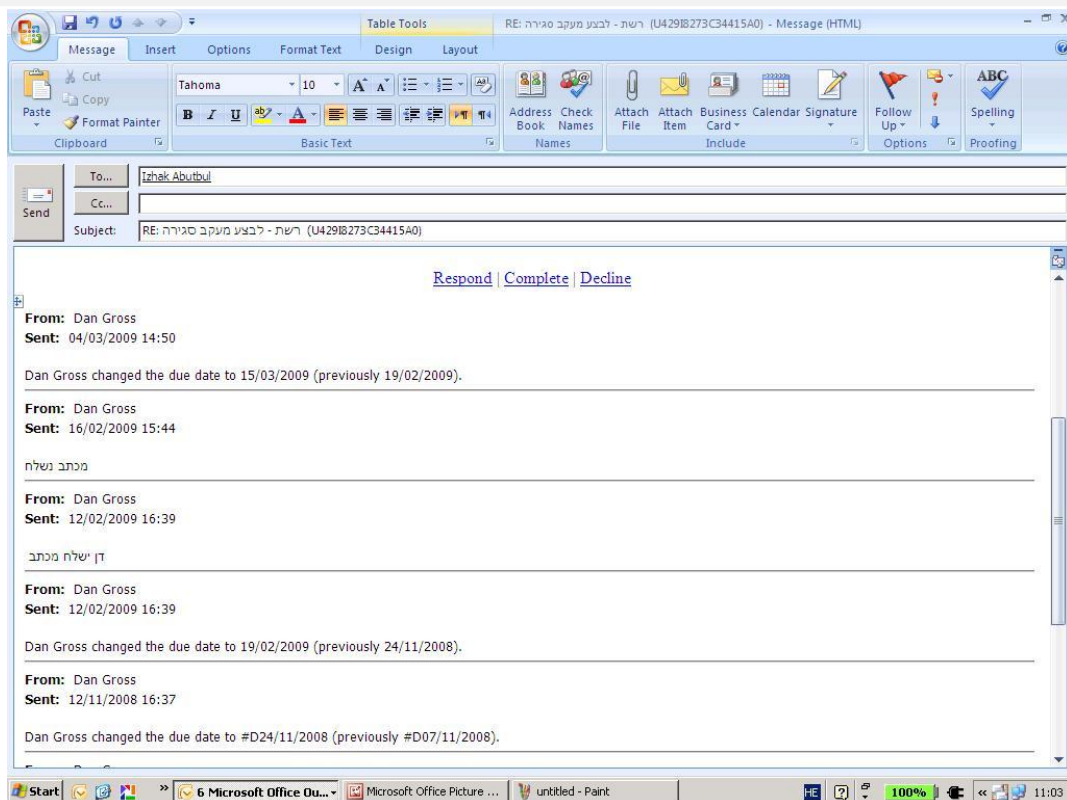 Table Tools
RE: רשת - לבצע מעקב סגירה (U429I8273C34415A0) - Message (HTML)
Message Insert Options Format Text Design Layout
Cut
Copy
Format Painter
Paste
Clipboard
Tahoma 10
B I U
Basic Text
Address Book
Check Names
Names
Attach File
Attach Item
Business Card
Calendar
Signature
Include
Follow Up
Options
ABC
Spelling
Proofing
Send
To... Izhak Abutbul
Cc...
Subject: RE: רשת - לבצע מעקב סגירה (U429I8273C34415A0)
Respond | Complete | Decline
From: Dan Gross
Sent: 04/03/2009 14:50
Dan Gross changed the due date to 15/03/2009 (previously 19/02/2009).
From: Dan Gross
Sent: 16/02/2009 15:44
מכתב נשלח
From: Dan Gross
Sent: 12/02/2009 16:39
דן ישלח מכתב
From: Dan Gross
Sent: 12/02/2009 16:39
Dan Gross changed the due date to 19/02/2009 (previously 24/11/2008).
From: Dan Gross
Sent: 12/11/2008 16:37
Dan Gross changed the due date to #D24/11/2008 (previously #D07/11/2008).
Start » 6 Microsoft Office Ou... Microsoft Office Picture ... untitled - Paint HE 100% « 11:03